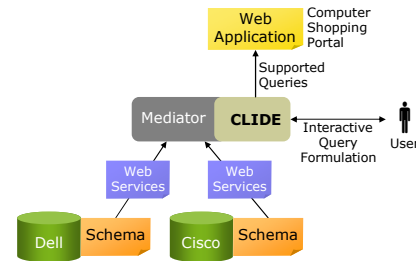 Web
Application
Computer
Shopping
Portal
Supported
Queries
Mediator
CLIDE
Interactive
Query
Formulation
User
Web
Services
Web
Services
Dell
Schema
Cisco
Schema